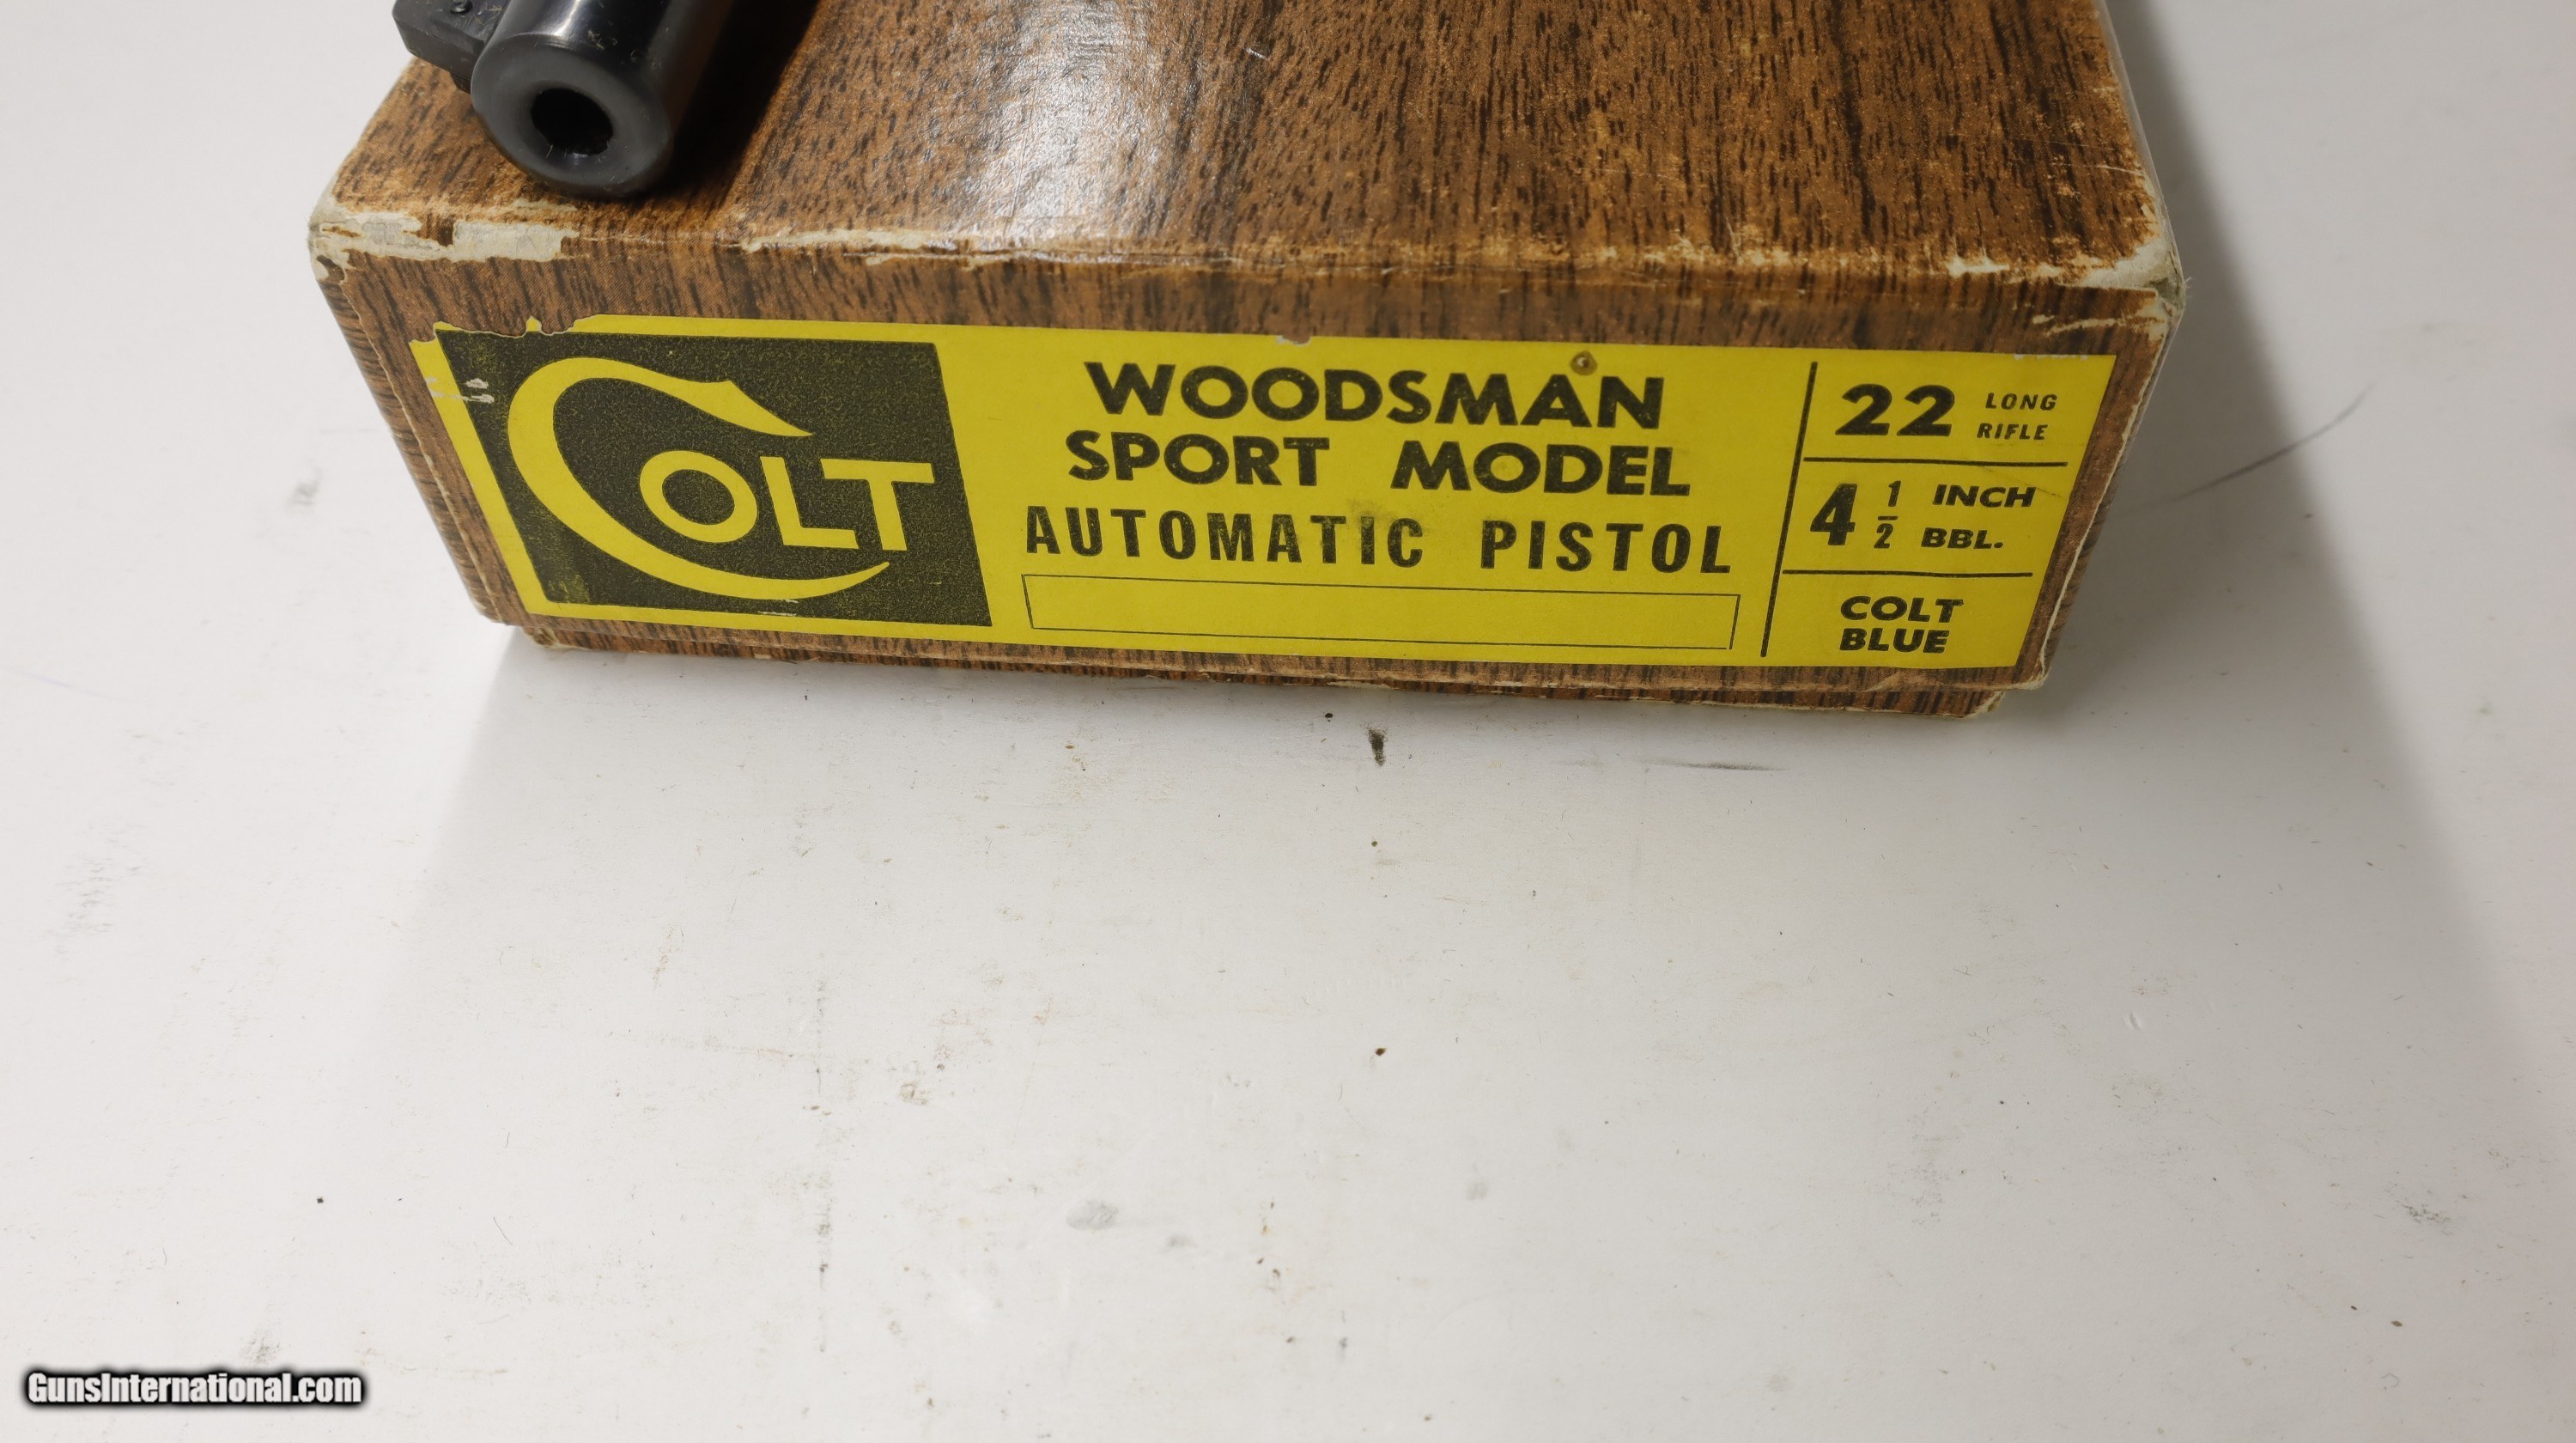 COLT
WOODSMAN
SPORT MODEL
AUTOMATIC PISTOL
22 LONG RIFLE
4 1/2 INCH BBL.
COLT
BLUE
GunsInternational.com